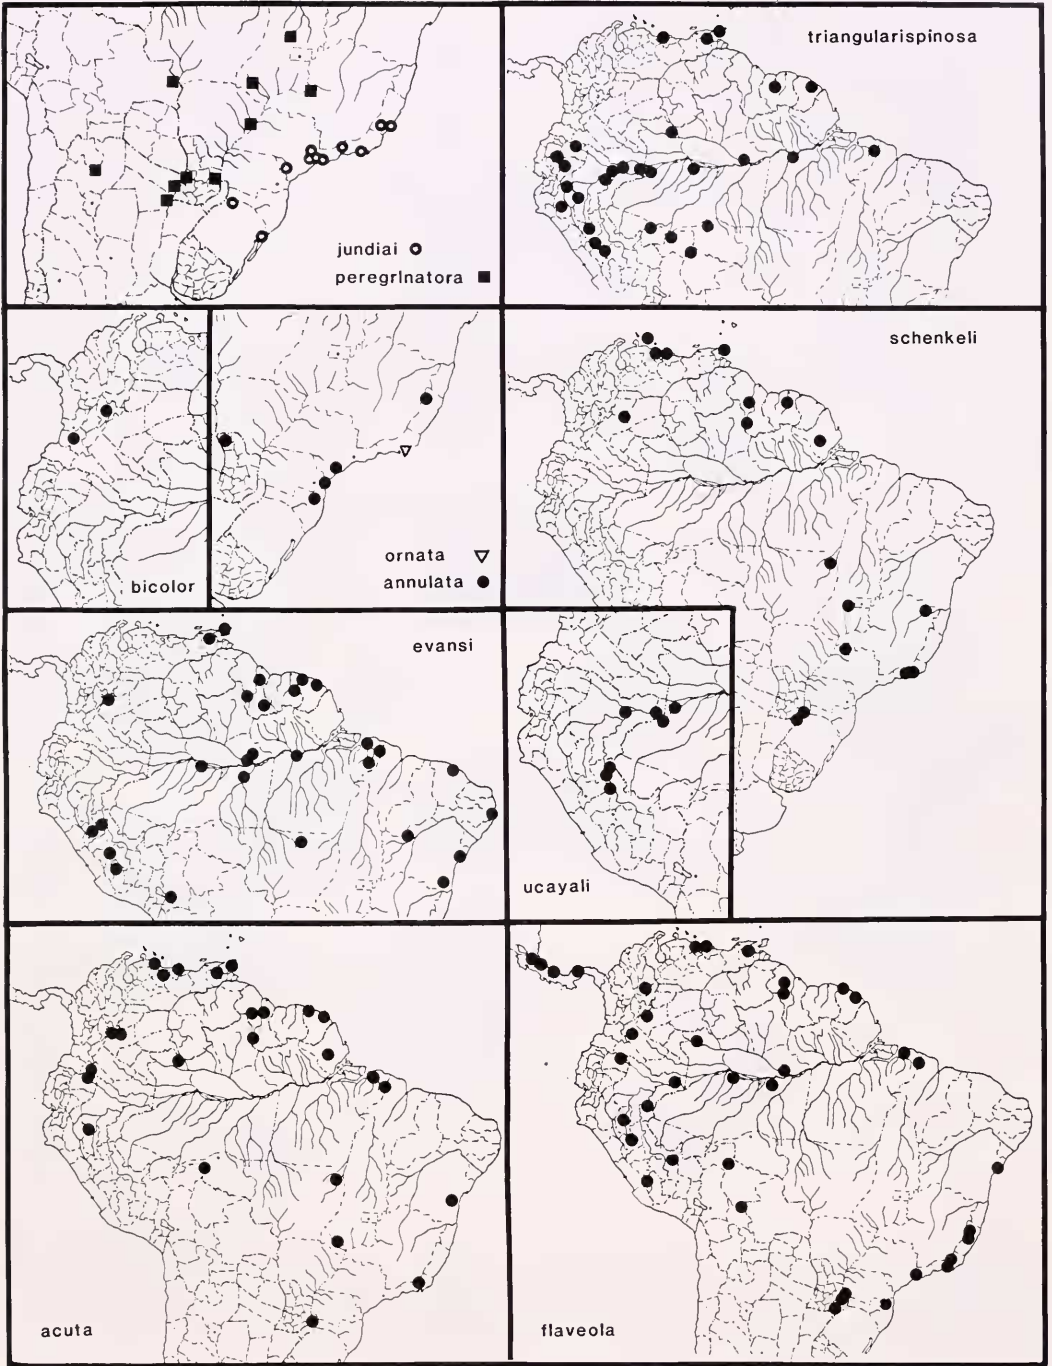 jundiai
peregrinatora
triangularispinosa
bicolor
ornata
annulata
schenkeli
evansi
ucayali
acuta
flaveola